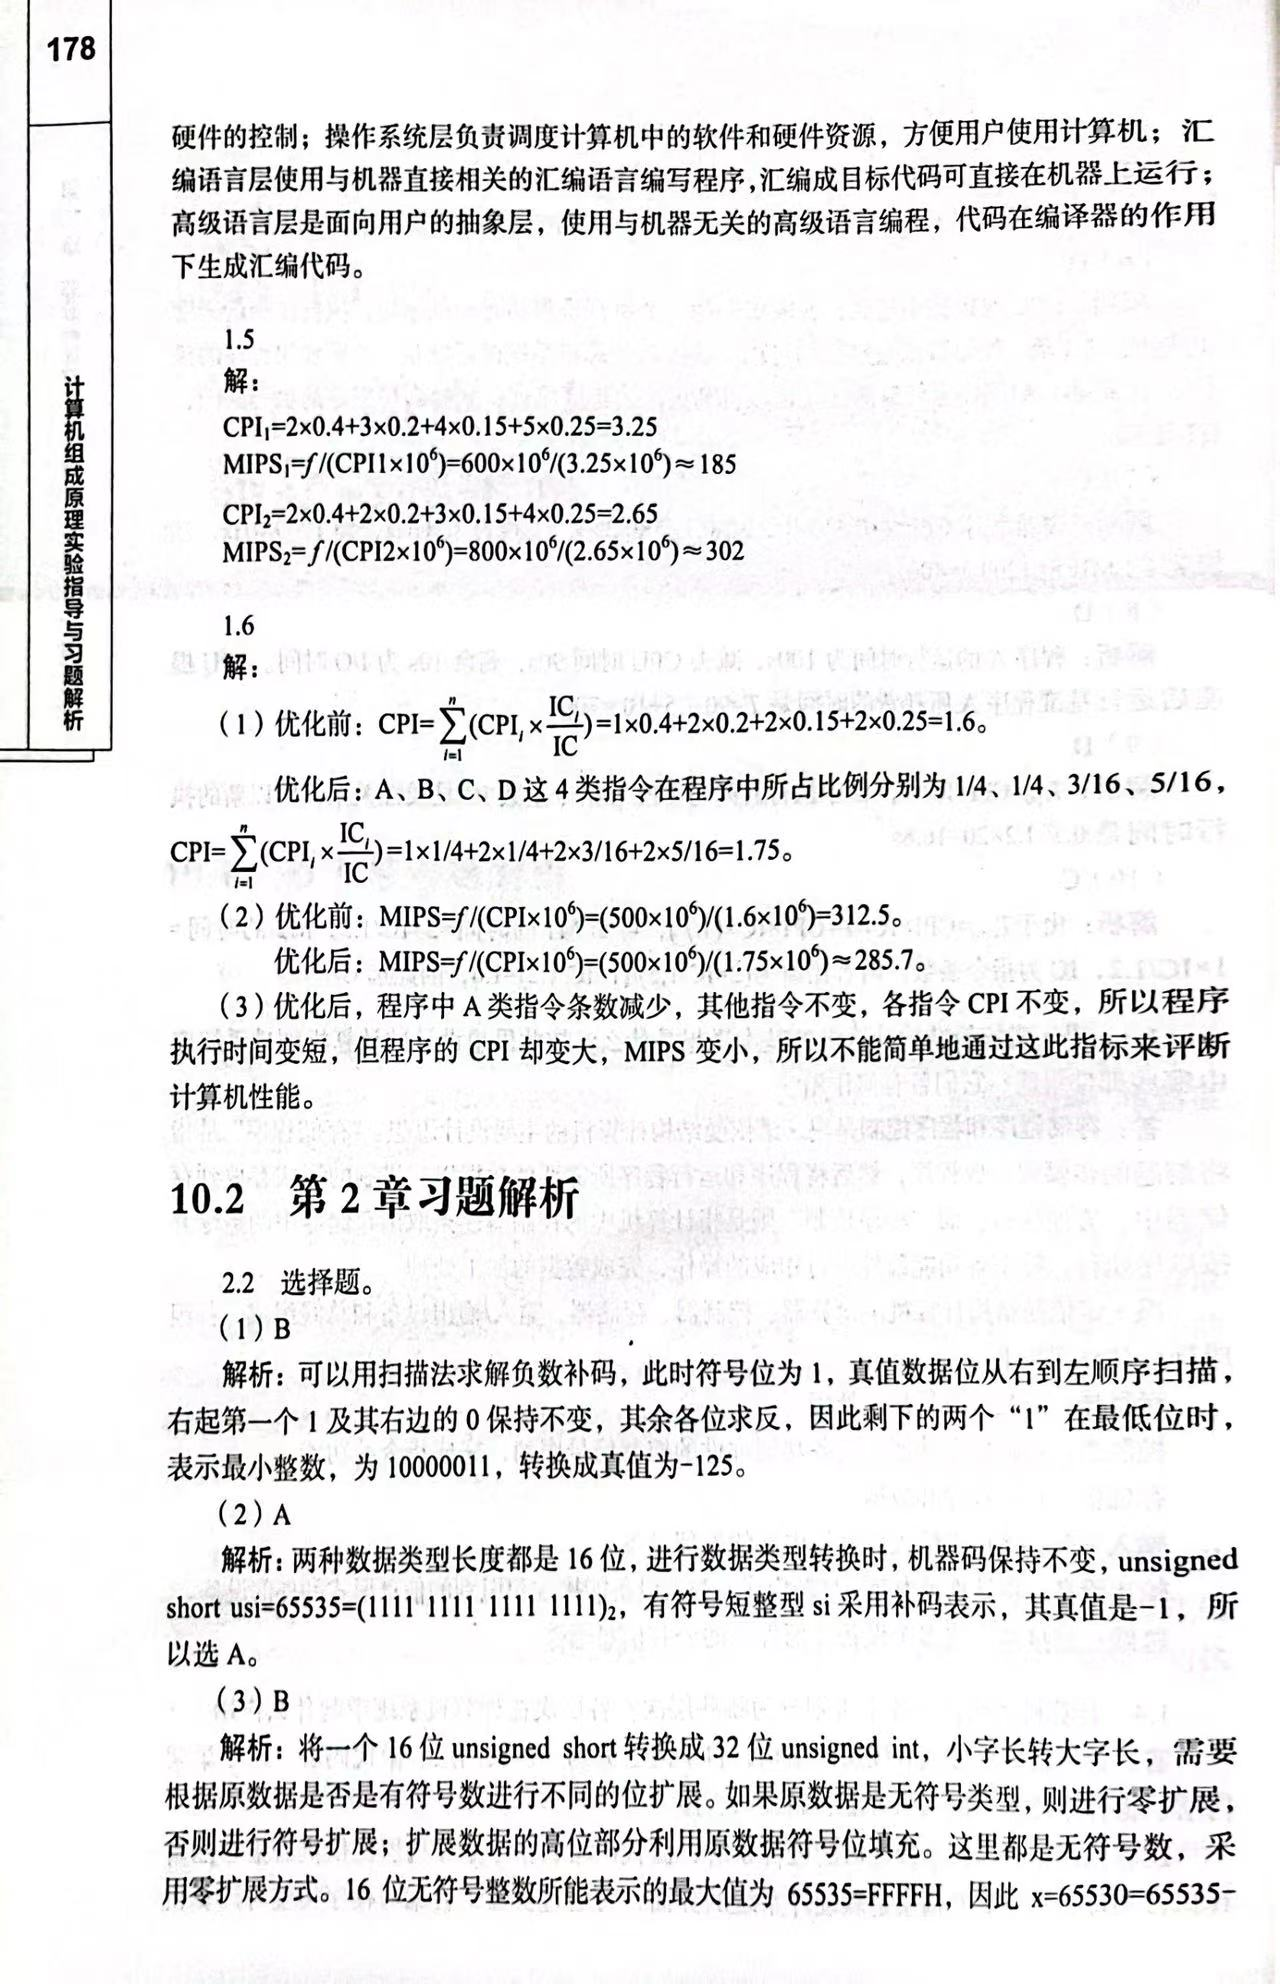 178
计算机组成原理实验指导与习题解析
硬件的控制；操作系统层负责调度计算机中的软件和硬件资源，方便用户使用计算机；汇
编语言层使用与机器直接相关的汇编语言编写程序，汇编成目标代码可直接在机器上运行；
高级语言层是面向用户的抽象层，使用与机器无关的高级语言编程，代码在编译器的作用
下生成汇编代码。
1.5
解：
CPI₁=2×0.4+3×0.2+4×0.15+5×0.25=3.25
MIPS₁=f/(CPI1×10⁶)=600×10⁶/(3.25×10⁶)≈185
CPI₂=2×0.4+2×0.2+3×0.15+4×0.25=2.65
MIPS₂=f/(CPI2×10⁶)=800×10⁶/(2.65×10⁶)≈302
1.6
解：
（1）优化前：CPI=∑ⁿᵢ₌₁(CPIᵢ×ICᵢ/IC)=1×0.4+2×0.2+2×0.15+2×0.25=1.6。
优化后：A、B、C、D 这 4 类指令在程序中所占比例分别为 1/4、1/4、3/16、5/16，
CPI=∑ⁿᵢ₌₁(CPIᵢ×ICᵢ/IC)=1×1/4+2×1/4+2×3/16+2×5/16=1.75。
（2）优化前：MIPS=f/(CPI×10⁶)=(500×10⁶)/(1.6×10⁶)=312.5。
优化后：MIPS=f/(CPI×10⁶)=(500×10⁶)/(1.75×10⁶)≈285.7。
（3）优化后，程序中 A 类指令条数减少，其他指令不变，各指令 CPI 不变，所以程序
执行时间变短，但程序的 CPI 却变大，MIPS 变小，所以不能简单地通过这此指标来评断
计算机性能。
10.2 第 2 章习题解析
2.2 选择题。
（1）B
解析：可以用扫描法求解负数补码，此时符号位为 1，真值数据位从右到左顺序扫描，
右起第一个 1 及其右边的 0 保持不变，其余各位求反，因此剩下的两个“1”在最低位时，
表示最小整数，为 10000011，转换成真值为-125。
（2）A
解析：两种数据类型长度都是 16 位，进行数据类型转换时，机器码保持不变，unsigned
short usi=65535=(1111 1111 1111 1111)₂，有符号短整型 si 采用补码表示，其真值是-1，所
以选 A。
（3）B
解析：将一个 16 位 unsigned short 转换成 32 位 unsigned int，小字长转大字长，需要
根据原数据是否是有符号数进行不同的位扩展。如果原数据是无符号类型，则进行零扩展，
否则进行符号扩展；扩展数据的高位部分利用原数据符号位填充。这里都是无符号数，采
用零扩展方式。16 位无符号整数所能表示的最大值为 65535=FFFFH，因此 x=65530=65535-